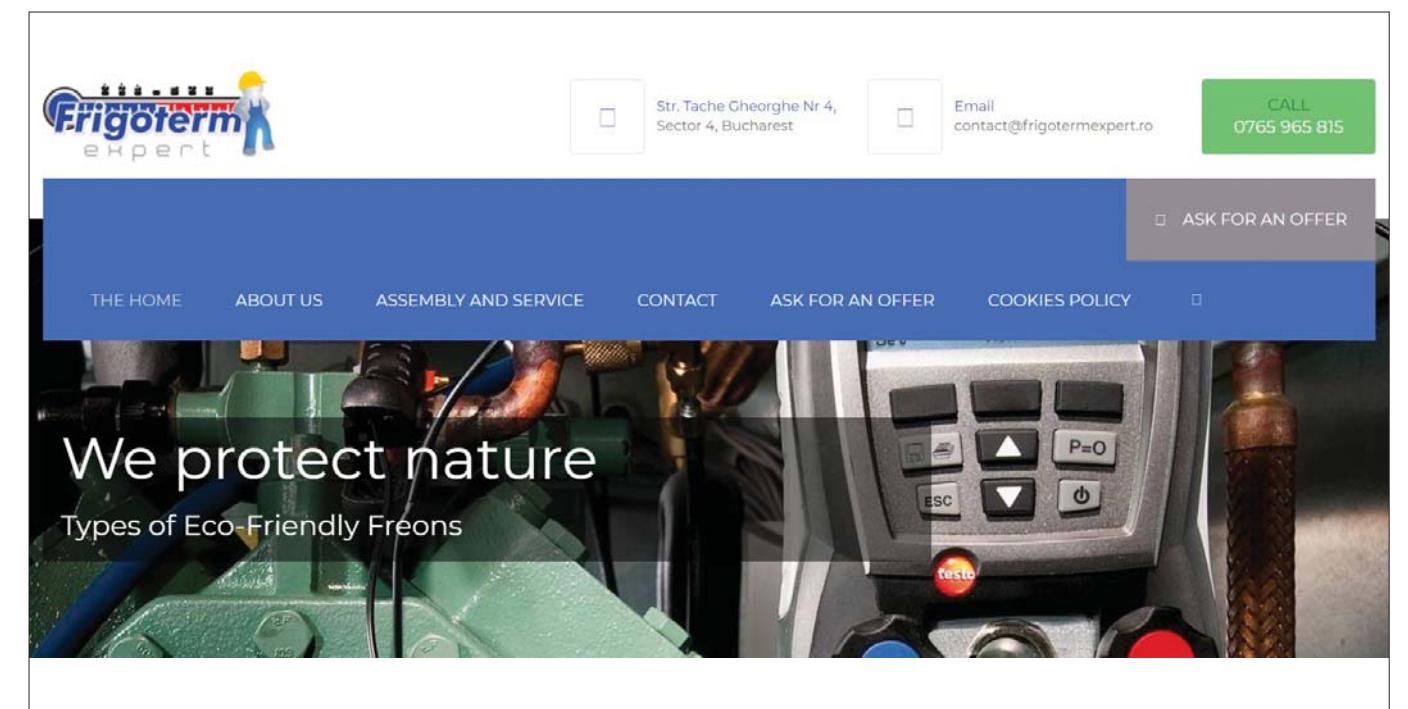 Frigoterm
expert
Str. Tache Gheorghe Nr 4,
Sector 4, Bucharest
Email
contact@frigotermexpert.ro
CALL
0765 965 815
ASK FOR AN OFFER
THE HOME ABOUT US ASSEMBLY AND SERVICE CONTACT ASK FOR AN OFFER COOKIES POLICY
We protect nature
Types of Eco-Friendly Freons
P=O
ESC
testo